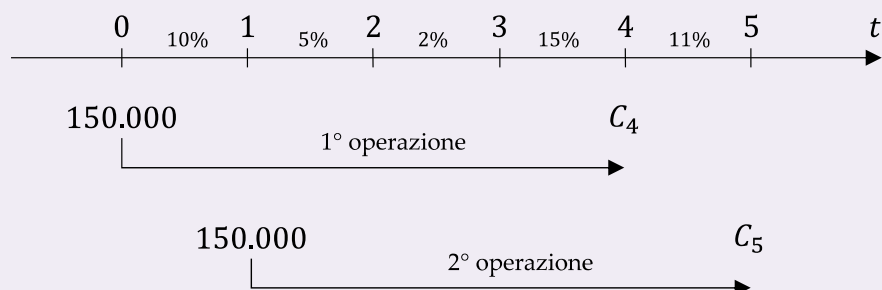 0 1 2 3 4 5 t
10% 5% 2% 15% 11%
150.000 C₄
1° operazione
150.000 C₅
2° operazione